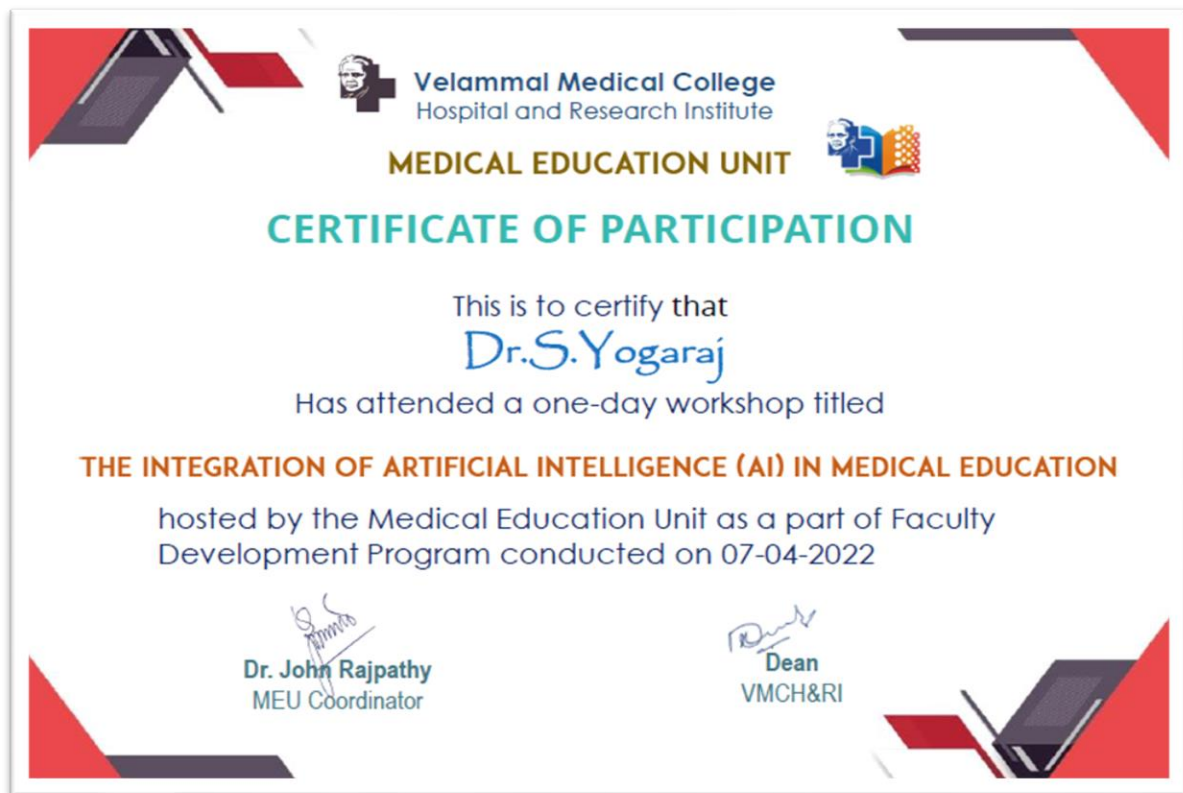 Velammal Medical College
Hospital and Research Institute
MEDICAL EDUCATION UNIT
CERTIFICATE OF PARTICIPATION
This is to certify that
Dr.S.Yogaraj
Has attended a one-day workshop titled
THE INTEGRATION OF ARTIFICIAL INTELLIGENCE (AI) IN MEDICAL EDUCATION
hosted by the Medical Education Unit as a part of Faculty
Development Program conducted on 07-04-2022
Dr. John Rajpathy
MEU Coordinator
Dean
VMCH&RI